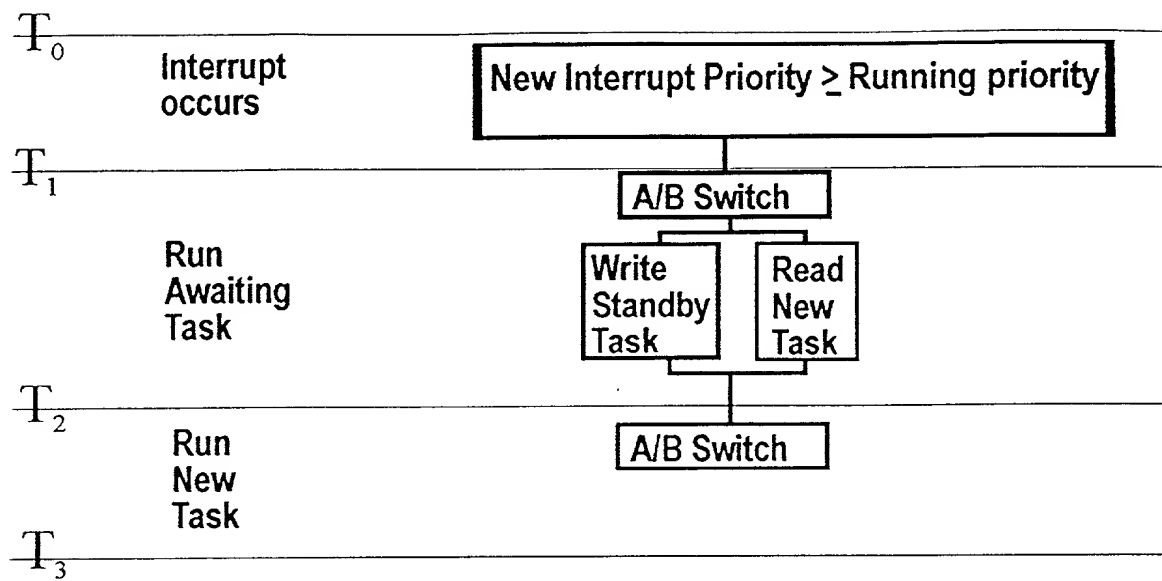 T0
Interrupt
occurs
New Interrupt Priority ≥ Running priority
T1
A/B Switch
Run
Awaiting
Task
Write
Standby
Task
Read
New
Task
T2
A/B Switch
Run
New
Task
T3